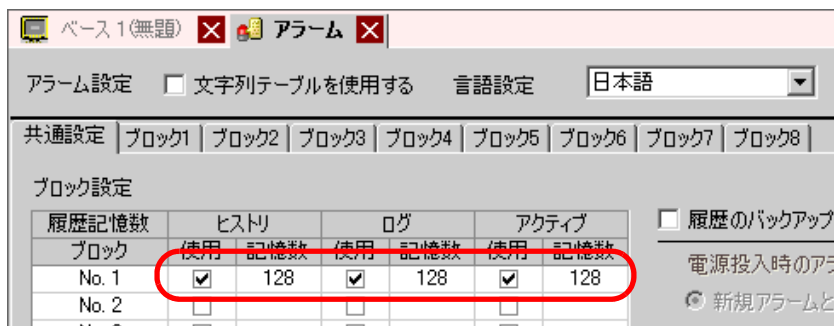 ベース 1(無題) アラーム
アラーム設定 文字列テーブルを使用する 言語設定 日本語
共通設定 ブロック1 ブロック2 ブロック3 ブロック4 ブロック5 ブロック6 ブロック7 ブロック8
ブロック設定
履歴記憶数 ヒストリ ログ アクティブ 履歴のバックアップ
ブロック 使用 記憶数 使用 記憶数 使用 記憶数
電源投入時のアラ
No. 1 128 128 128
新規アラームと
No. 2